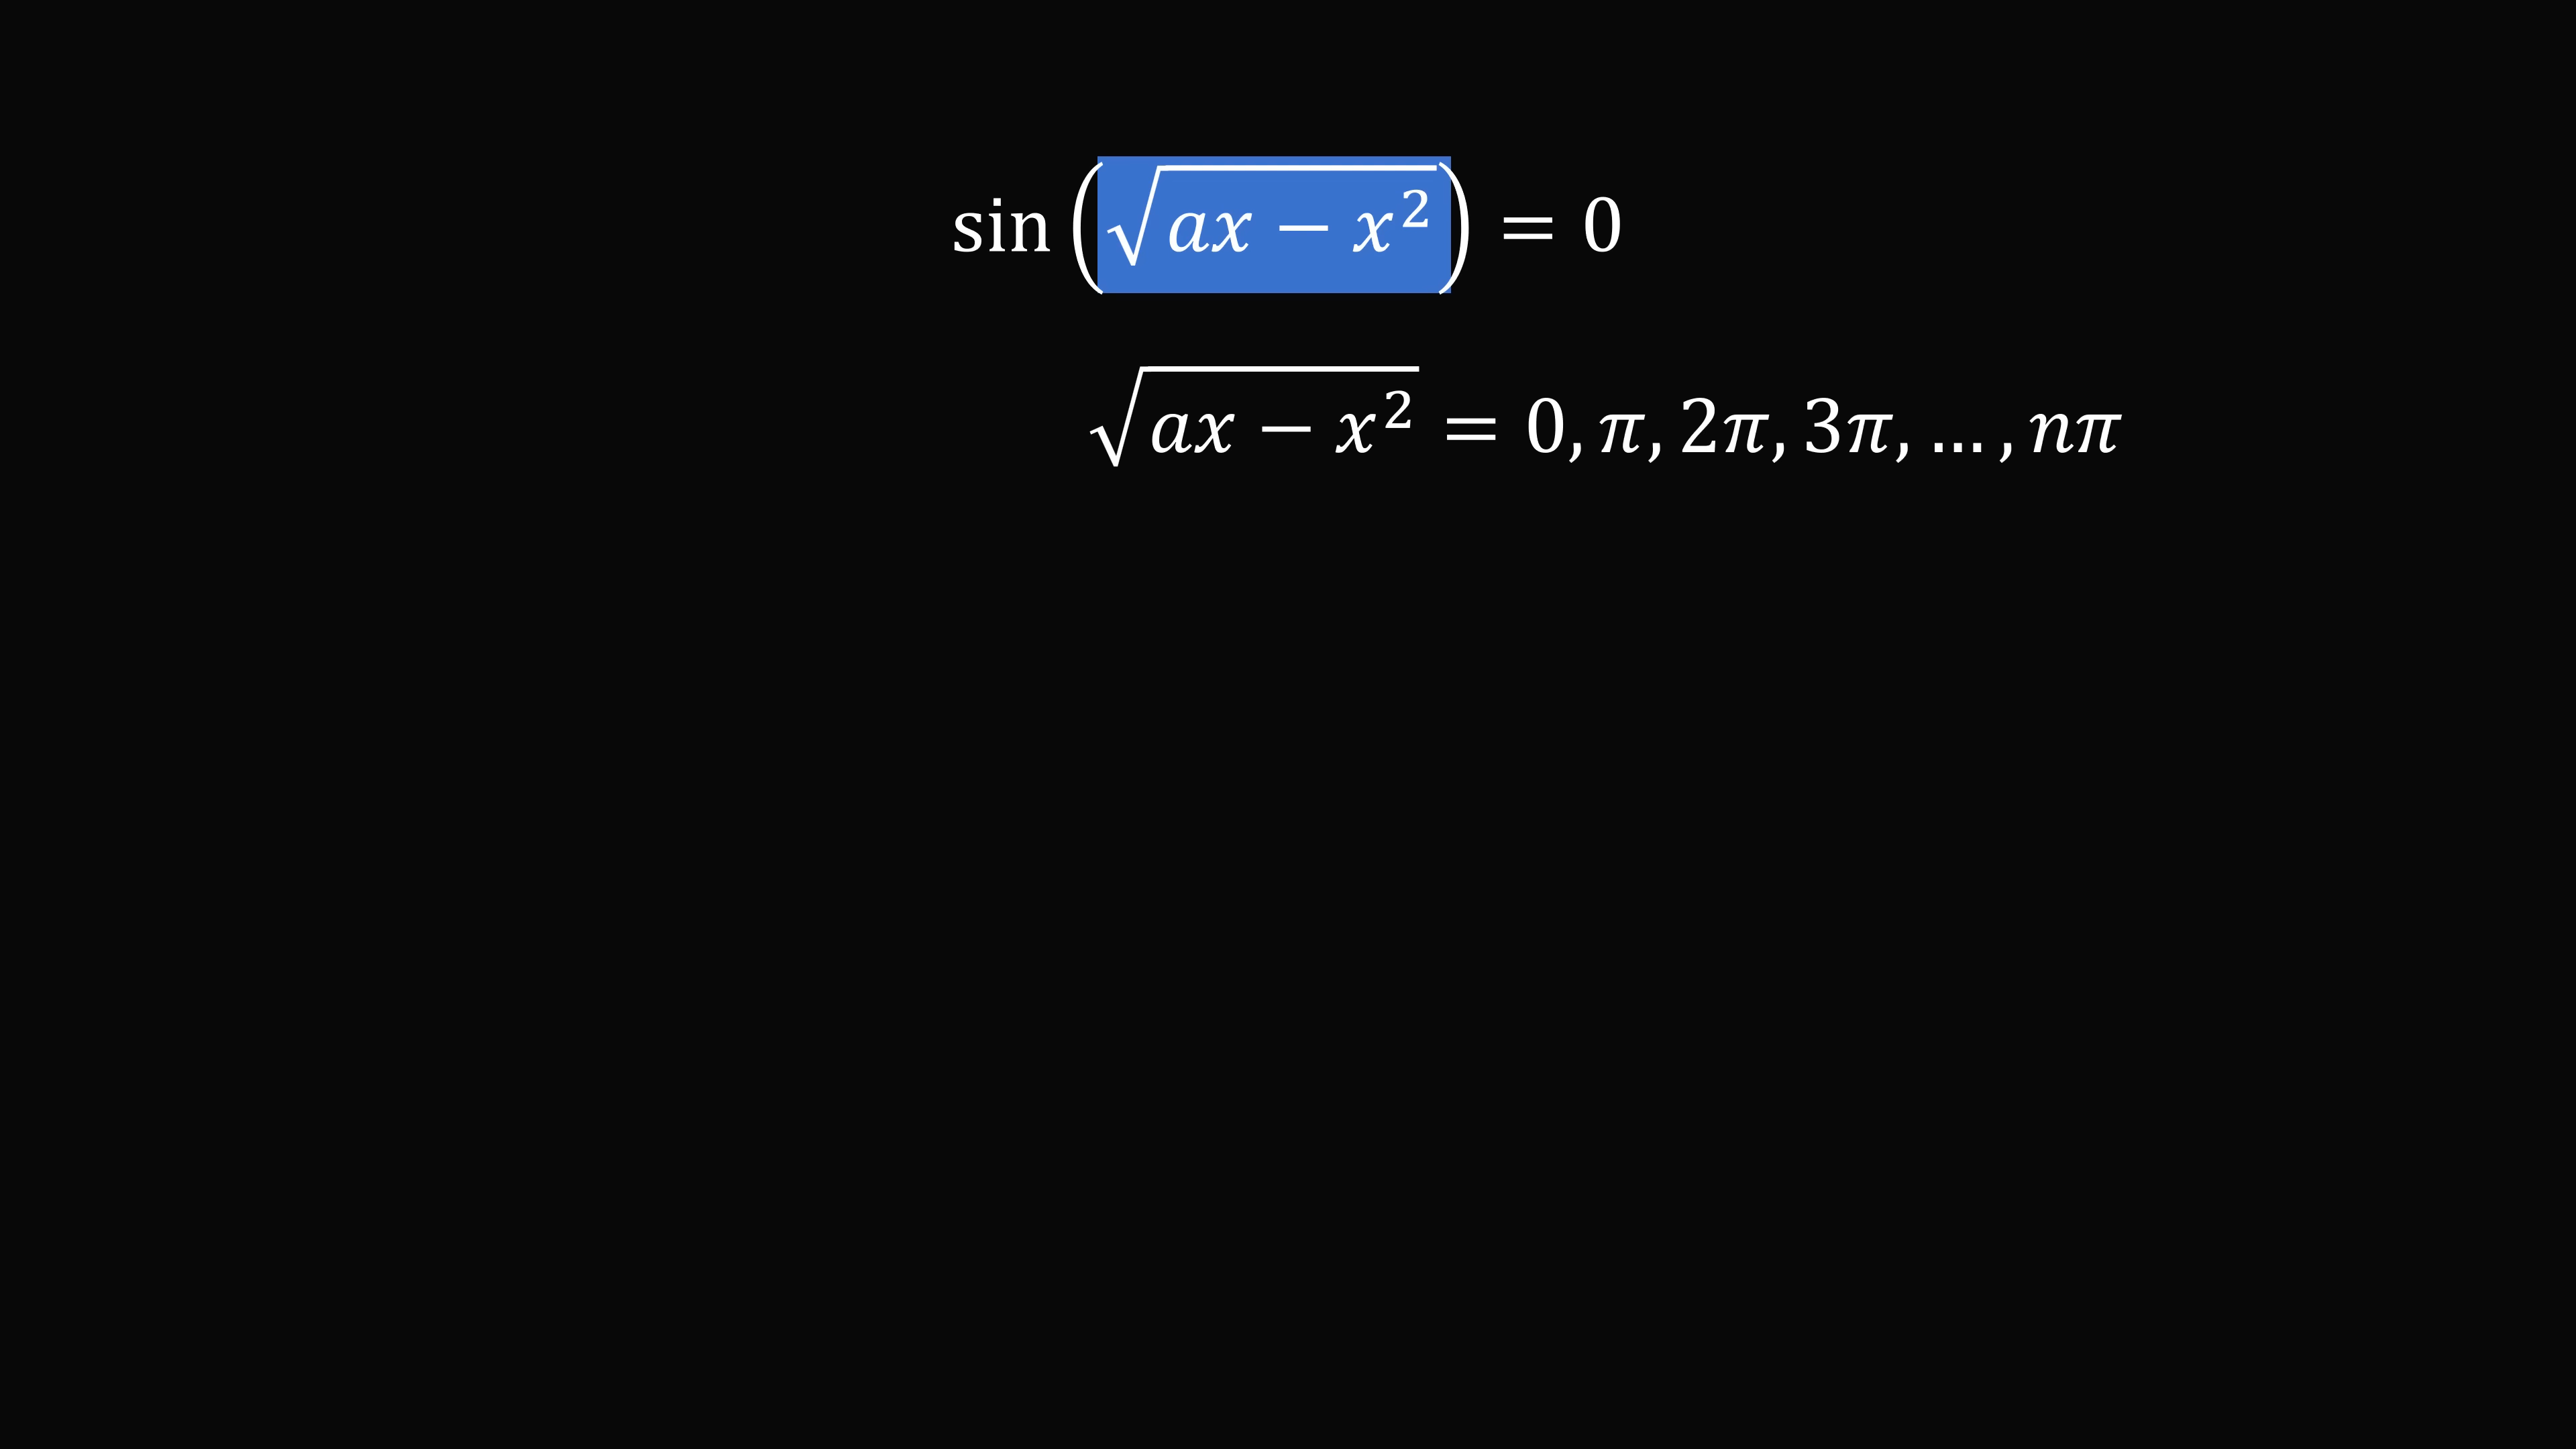 sin(√(ax − x²)) = 0
√(ax − x²) = 0, π, 2π, 3π, … , nπ